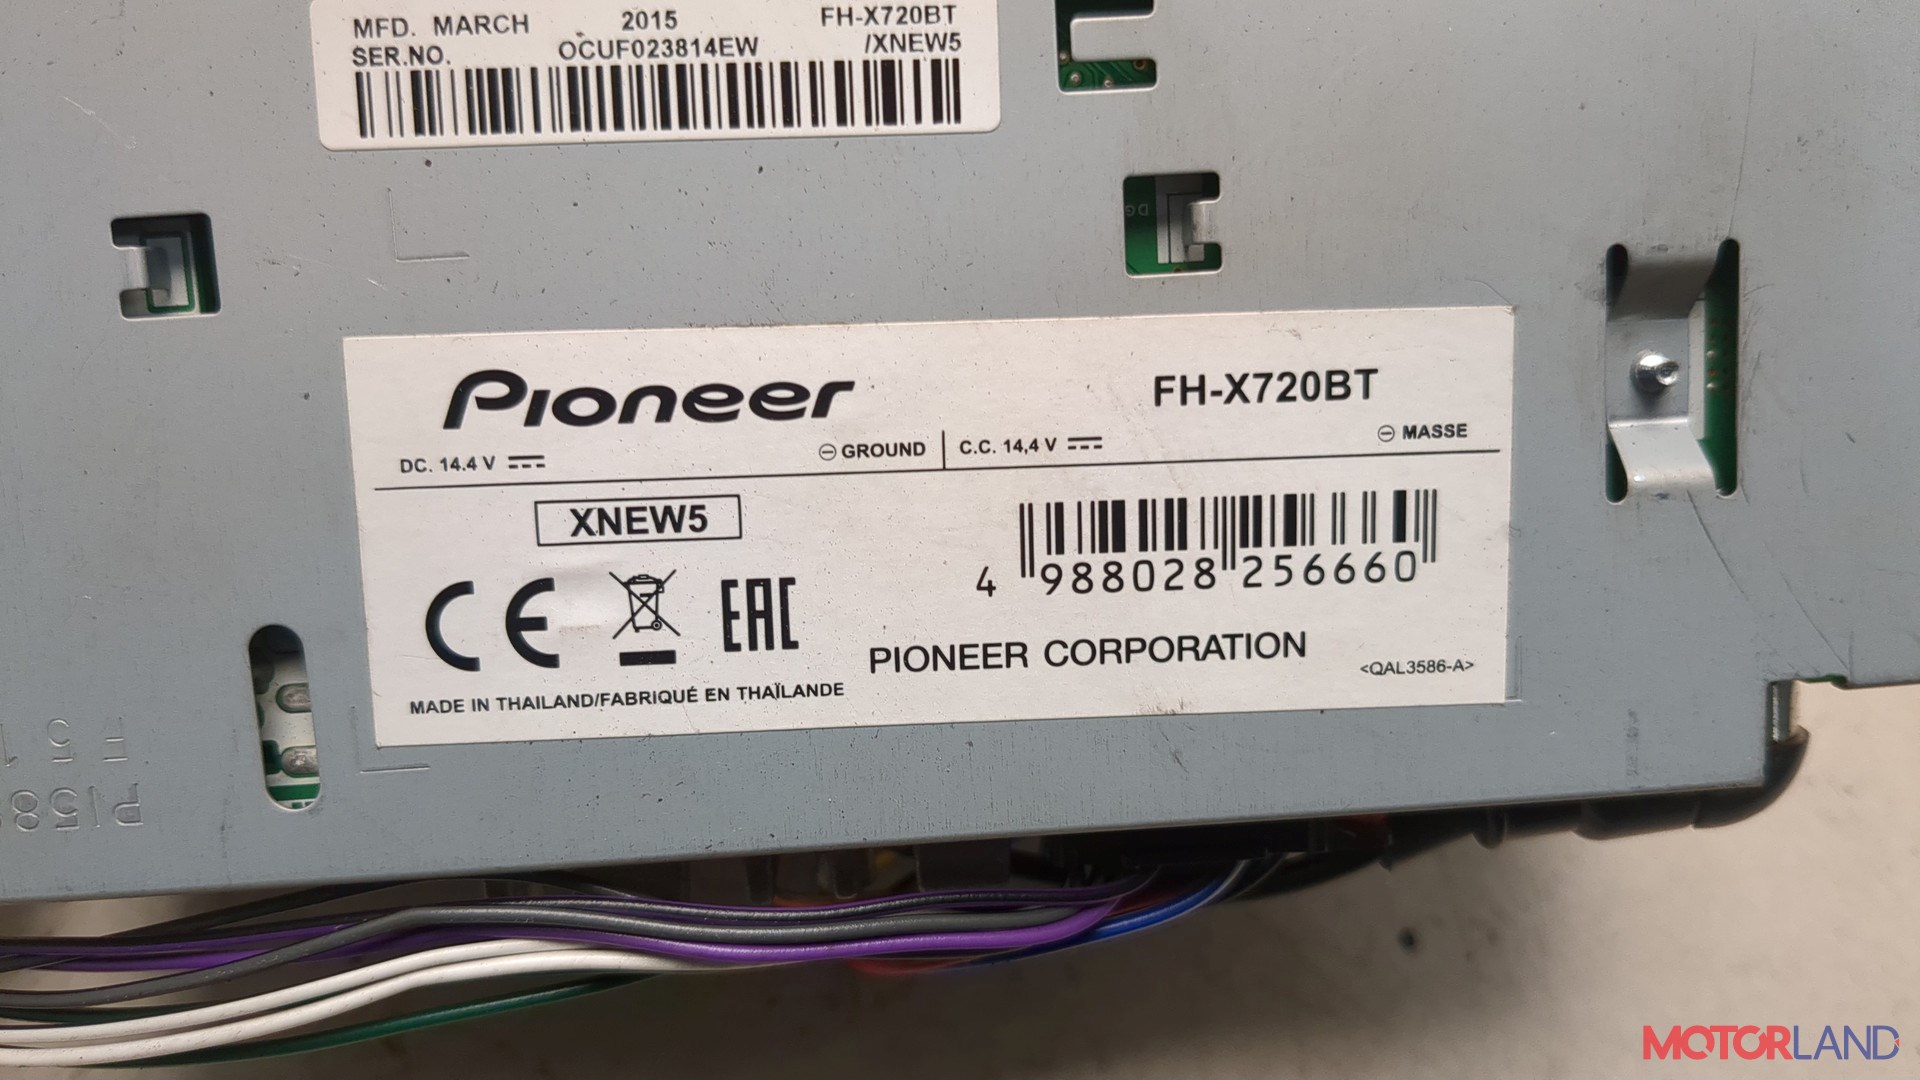 MFD. MARCH 2015 FH-X720BT
SER.NO. OCUF023814EW /XNEW5
Pioneer FH-X720BT
DC. 14.4 V ⊖ GROUND C.C. 14,4 V ⊖ MASSE
XNEW5
4 988028 256660
CE EAC
PIONEER CORPORATION
<QAL3586-A>
MADE IN THAILAND/FABRIQUÉ EN THAÏLANDE
MOTORLAND